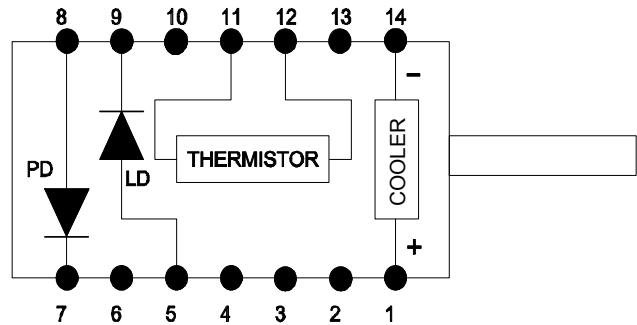 8 9 10 11 12 13 14
−
THERMISTOR
COOLER
PD
LD
+
7 6 5 4 3 2 1